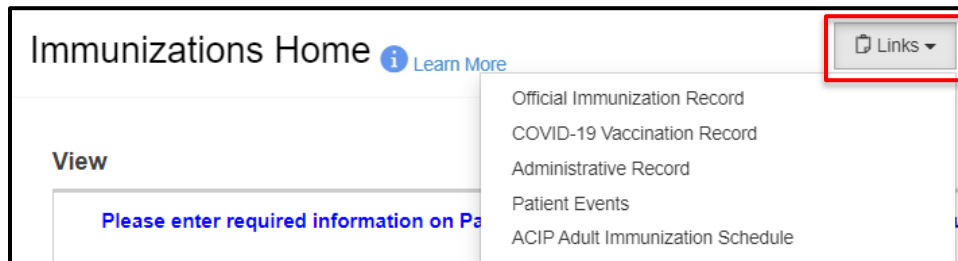 Immunizations Home Learn More
Links
Official Immunization Record
COVID-19 Vaccination Record
View
Administrative Record
Patient Events
Please enter required information on
ACIP Adult Immunization Schedule